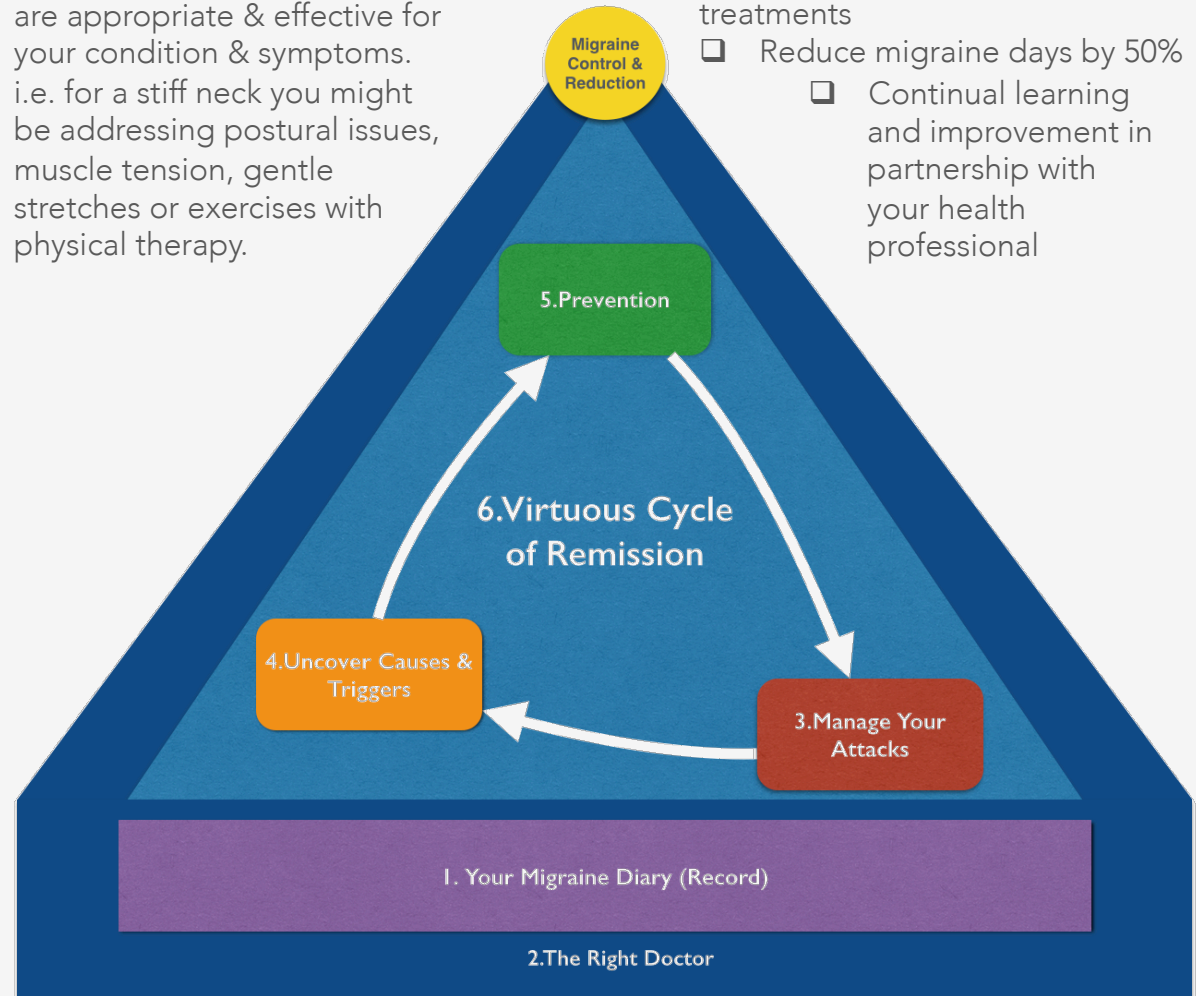 are appropriate & effective for
your condition & symptoms.
i.e. for a stiff neck you might
be addressing postural issues,
muscle tension, gentle
stretches or exercises with
physical therapy.
treatments
❑ Reduce migraine days by 50%
❑ Continual learning
and improvement in
partnership with
your health
professional
Migraine
Control &
Reduction
5.Prevention
6.Virtuous Cycle
of Remission
4.Uncover Causes &
Triggers
3.Manage Your
Attacks
1. Your Migraine Diary (Record)
2.The Right Doctor